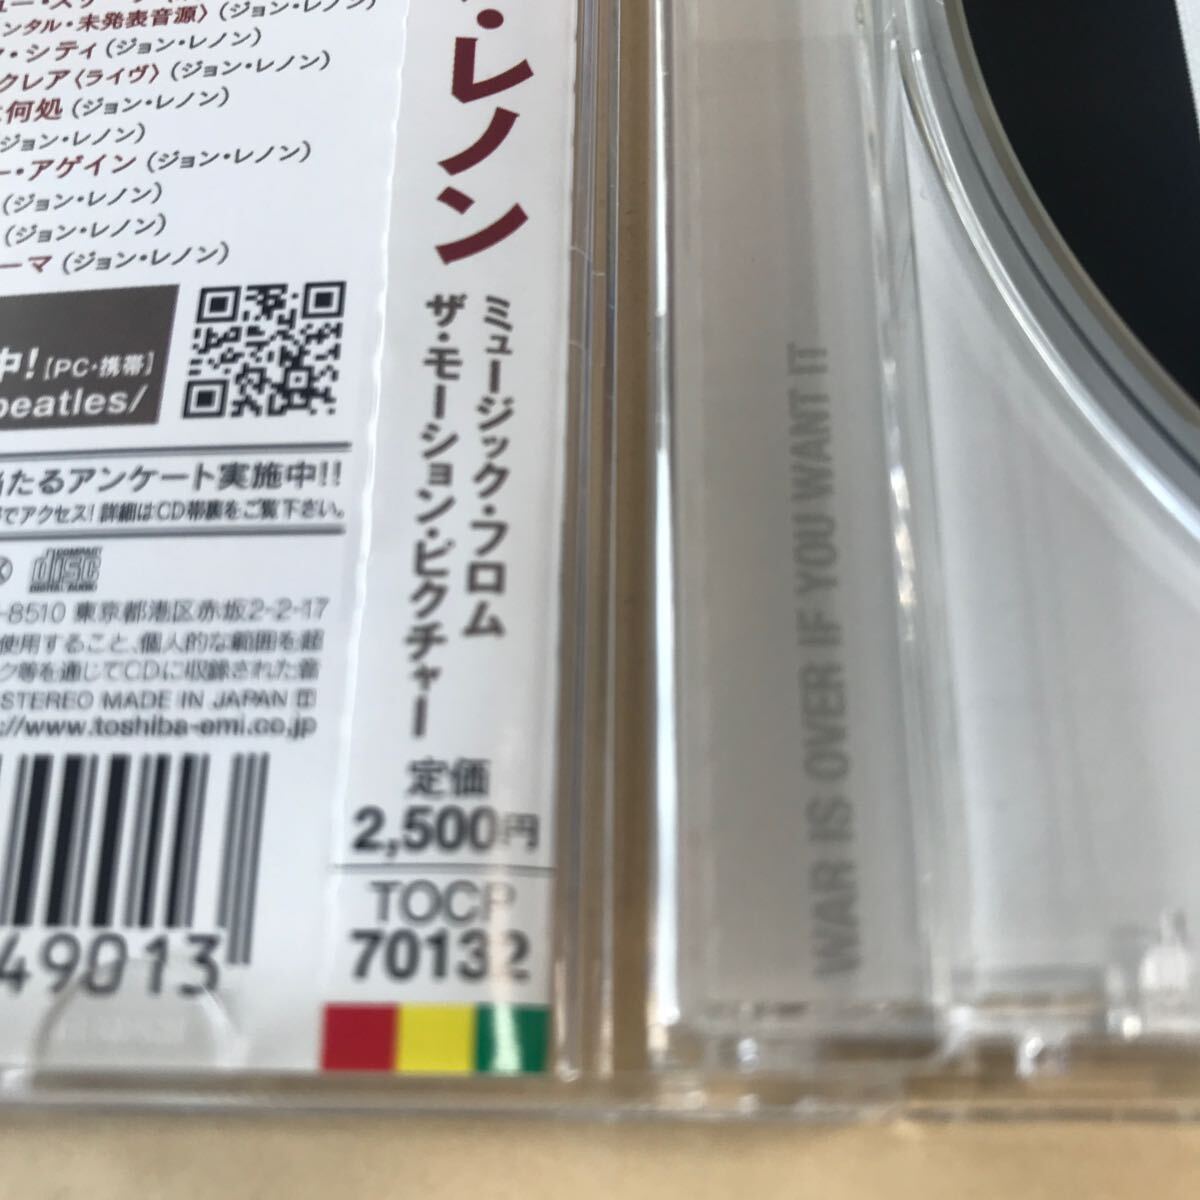 ンタル・未発表音源〉(ジョン・レノン)
・シティ(ジョン・レノン)
クレア〈ライヴ〉(ジョン・レノン)
何処(ジョン・レノン)
ジョン・レノン)
ー・アゲイン(ジョン・レノン)
(ジョン・レノン)
(ジョン・レノン)
ーマ(ジョン・レノン)
中![PC・携帯]
beatles/
当たるアンケート実施中!!
でアクセス!詳細はCD帯裏をご覧下さい。
COMPACT
disc
DIGITAL AUDIO
-8510 東京都港区赤坂2-2-17
使用すること、個人的な範囲を超
ク等を通じてCDに収録された音
STEREO MADE IN JAPAN
://www.toshiba-emi.co.jp
49013
・レノン
ミュージック・フロム
ザ・モーション・ピクチャー
定価
2,500円
TOCP
70132
WAR IS OVER IF YOU WANT IT